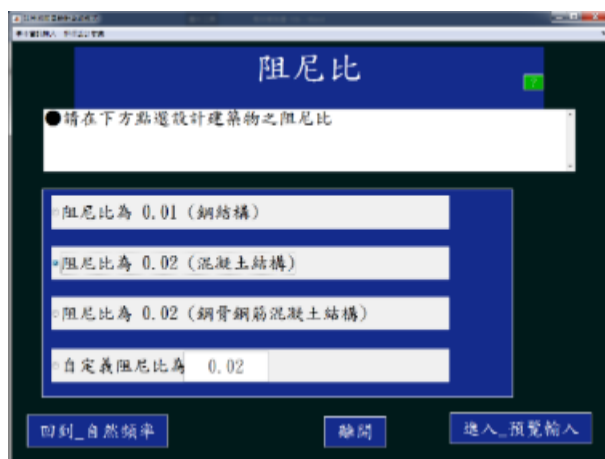 阻尼比
?
●請在下方點選設計建築物之阻尼比
阻尼比為 0.01 (鋼結構)
阻尼比為 0.02 (混凝土結構)
阻尼比為 0.02 (鋼骨鋼筋混凝土結構)
自定義阻尼比為 0.02
回到_自然頻率
離開
進入_預覽輸入